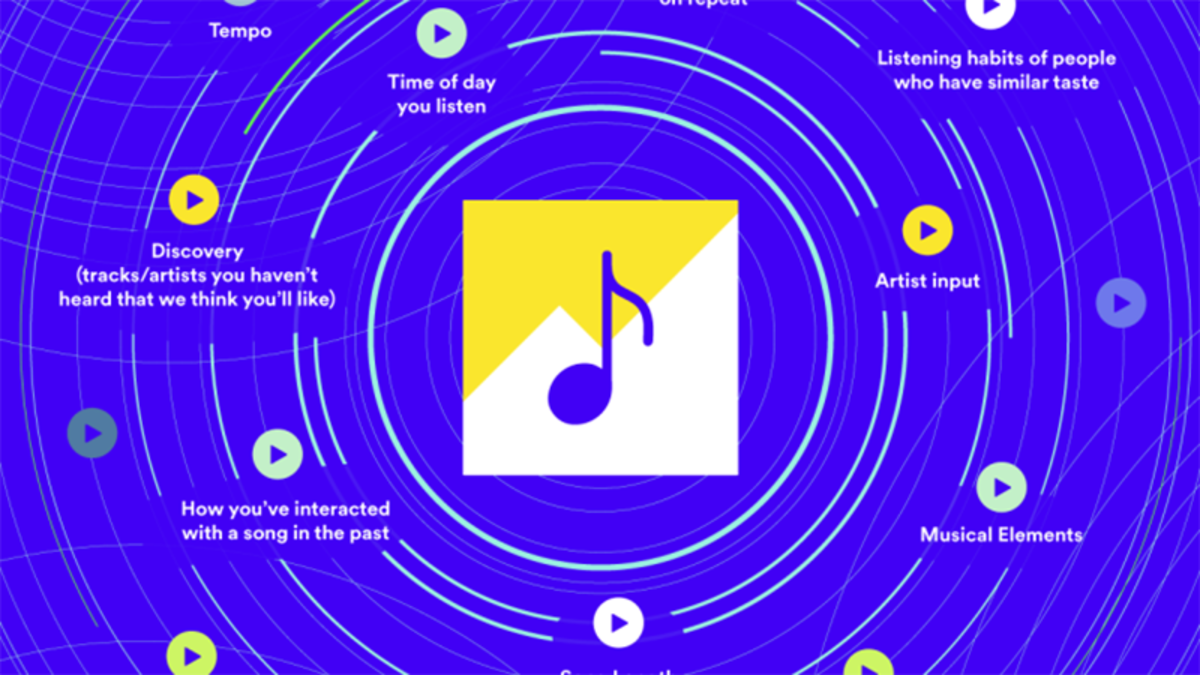 on repeat
Tempo
Time of day
you listen
Listening habits of people
who have similar taste
Discovery
(tracks/artists you haven't
heard that we think you'll like)
Artist input
How you've interacted
with a song in the past
Musical Elements